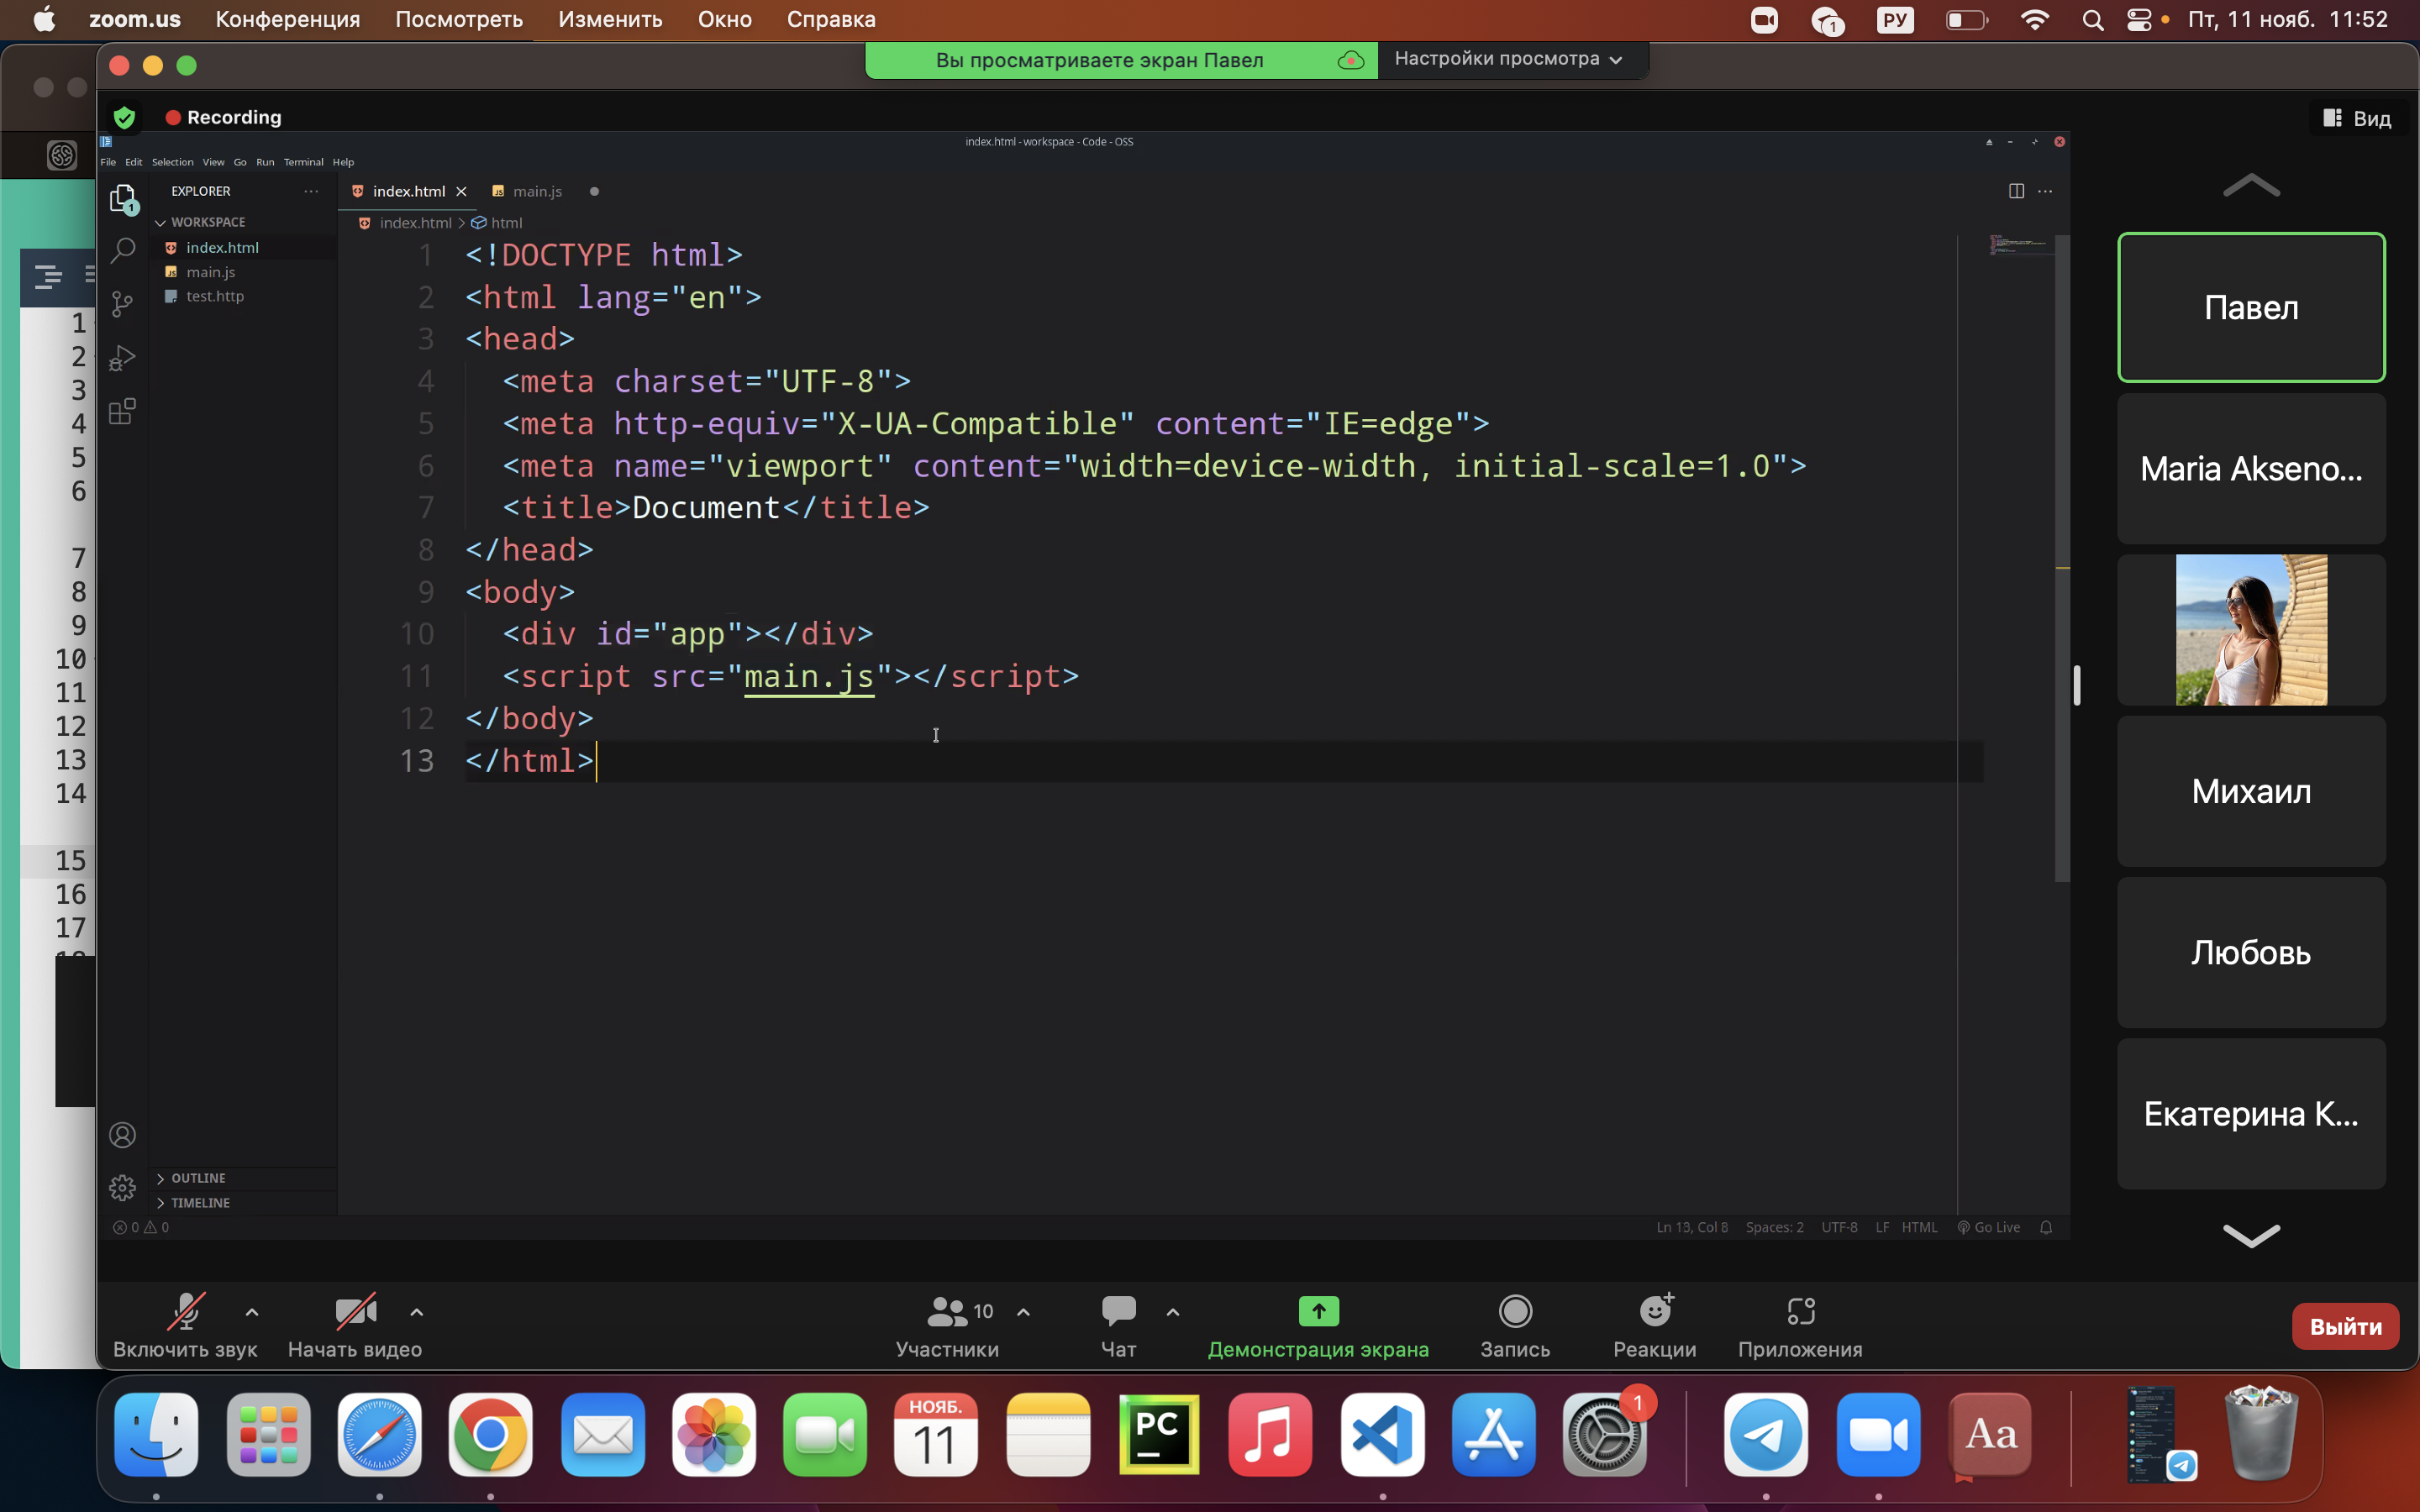 zoom.us Конференция Посмотреть Изменить Окно Справка
1 РУ Пт, 11 нояб. 11:52
Вы просматриваете экран Павел Настройки просмотра
Recording Вид
index.html - workspace - Code - OSS
File Edit Selection View Go Run Terminal Help
EXPLORER ··· index.html main.js
1
WORKSPACE index.html > html
index.html
main.js
test.http
1 <!DOCTYPE html>
2 <html lang="en">
3 <head>
4 <meta charset="UTF-8">
5 <meta http-equiv="X-UA-Compatible" content="IE=edge">
6 <meta name="viewport" content="width=device-width, initial-scale=1.0">
7 <title>Document</title>
8 </head>
9 <body>
10 <div id="app"></div>
11 <script src="main.js"></script>
12 </body>
13 </html>
1
2
3
4
5
6
7
8
9
10
11
12
13
14
15
16
17
Павел
Maria Akseno...
Михаил
Любовь
Екатерина К...
OUTLINE
TIMELINE
0 0 Ln 13, Col 8 Spaces: 2 UTF-8 LF HTML Go Live
10
Включить звук Начать видео Участники Чат Демонстрация экрана Запись Реакции Приложения Выйти
НОЯБ.
11
PC
1
Aa